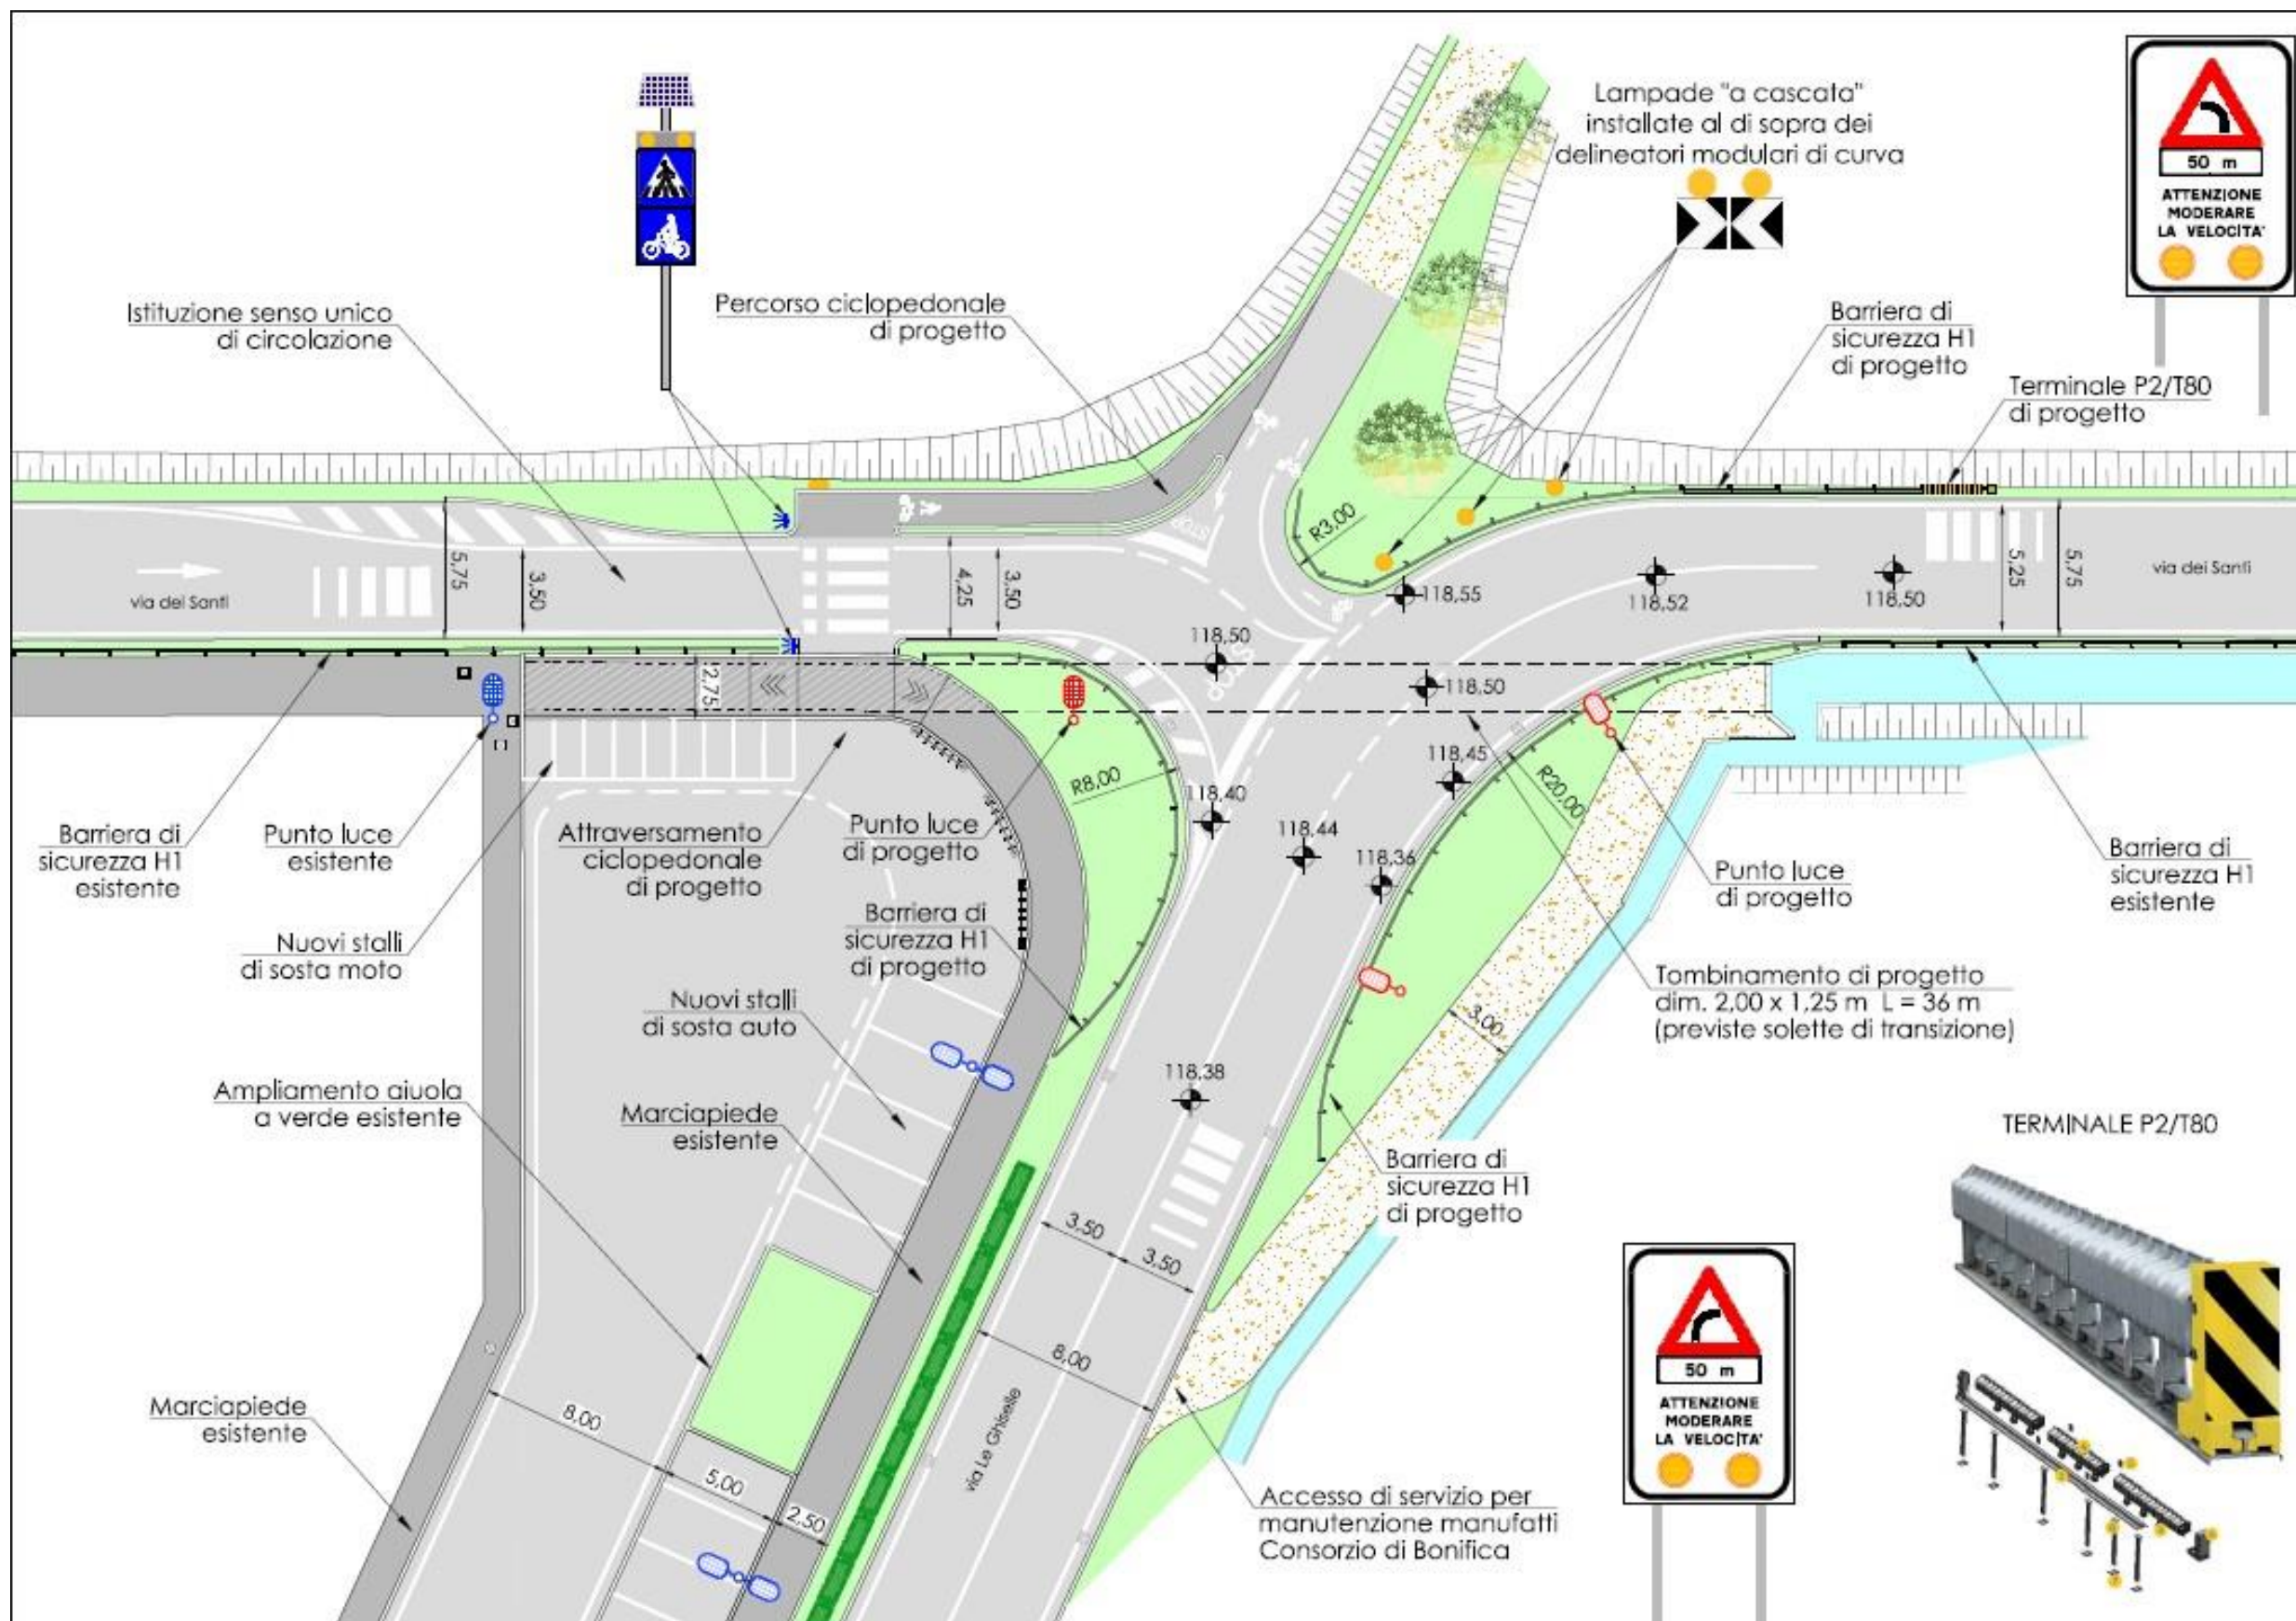 Lampade "a cascata"
installate al di sopra dei
delineatori modulari di curva
50 m
ATTENZIONE
MODERARE
LA VELOCITA'
Istituzione senso unico
di circolazione
Percorso ciclopedonale
di progetto
Barriera di
sicurezza H1
di progetto
Terminale P2/T80
di progetto
R3,00
STOP
5,75
3,50
4,25
3,50
5,25
5,75
via dei Santi
via dei Santi
118,55
118,52
118,50
118,50
STOP
118,50
2,75
118,45
R8,00
R20,00
118,40
118,44
118,36
Barriera di
sicurezza H1
esistente
Punto luce
esistente
Attraversamento
ciclopedonale
di progetto
Punto luce
di progetto
Punto luce
di progetto
Barriera di
sicurezza H1
esistente
Nuovi stalli
di sosta moto
Barriera di
sicurezza H1
di progetto
Nuovi stalli
di sosta auto
Tombinamento di progetto
dim. 2,00 x 1,25 m L = 36 m
(previste solette di transizione)
3,00
118,38
Ampliamento aiuola
a verde esistente
Marciapiede
esistente
TERMINALE P2/T80
Barriera di
sicurezza H1
di progetto
3,50
3,50
8,00
50 m
ATTENZIONE
MODERARE
LA VELOCITA'
Marciapiede
esistente
8,00
5,00
2,50
via Le Ghiselle
Accesso di servizio per
manutenzione manufatti
Consorzio di Bonifica